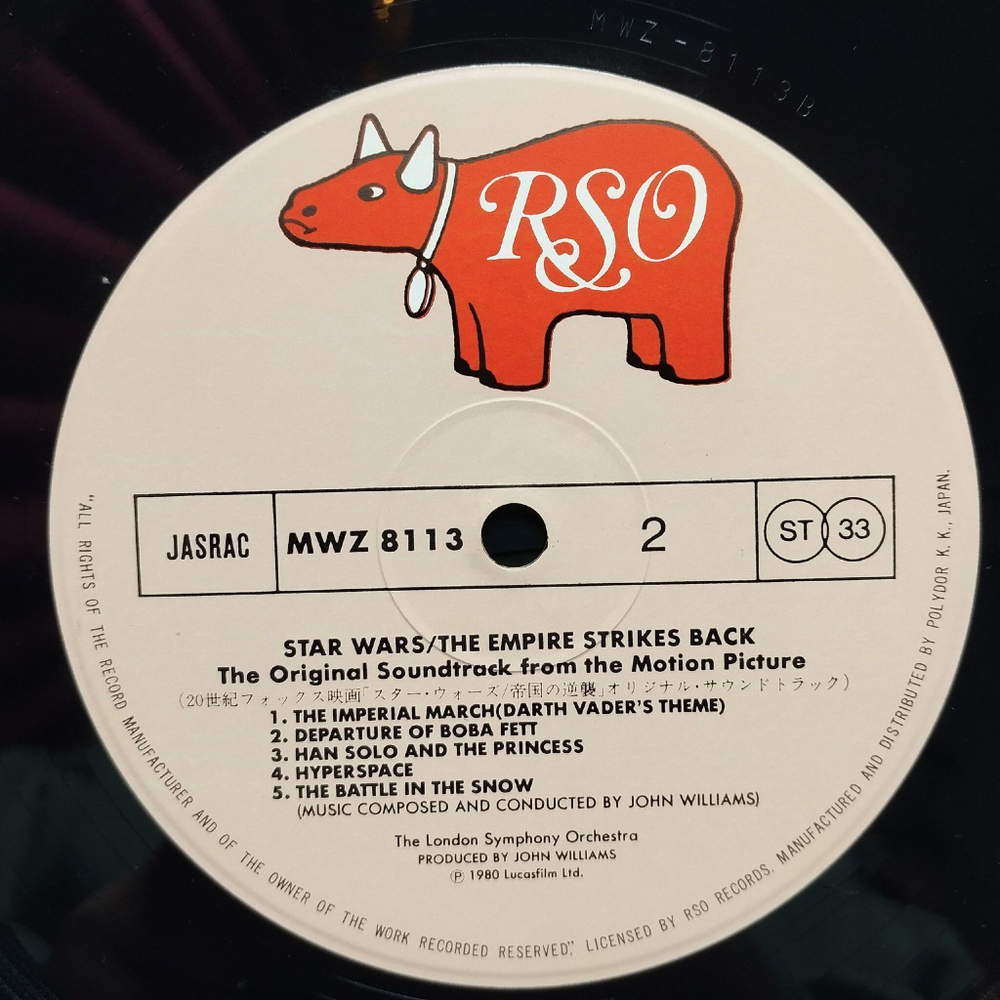 MWZ-8113B
RSO
JASRAC
MWZ 8113
2
ST 33
STAR WARS/THE EMPIRE STRIKES BACK
The Original Soundtrack from the Motion Picture
(20世紀フォックス映画「スター・ウォーズ/帝国の逆襲」オリジナル・サウンドトラック)
1. THE IMPERIAL MARCH(DARTH VADER'S THEME)
2. DEPARTURE OF BOBA FETT
3. HAN SOLO AND THE PRINCESS
4. HYPERSPACE
5. THE BATTLE IN THE SNOW
(MUSIC COMPOSED AND CONDUCTED BY JOHN WILLIAMS)
The London Symphony Orchestra
PRODUCED BY JOHN WILLIAMS
℗ 1980 Lucasfilm Ltd.
"ALL RIGHTS OF THE RECORD MANUFACTURER AND OF THE OWNER OF THE WORK RECORDED RESERVED", LICENSED BY RSO RECORDS. MANUFACTURED AND DISTRIBUTED BY POLYDOR K. K., JAPAN.